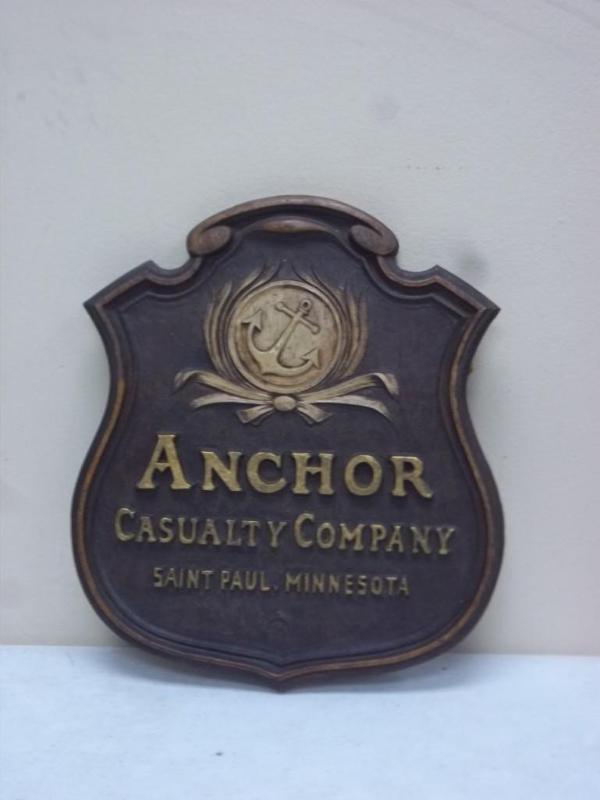 ANCHOR
CASUALTY COMPANY
SAINT PAUL, MINNESOTA